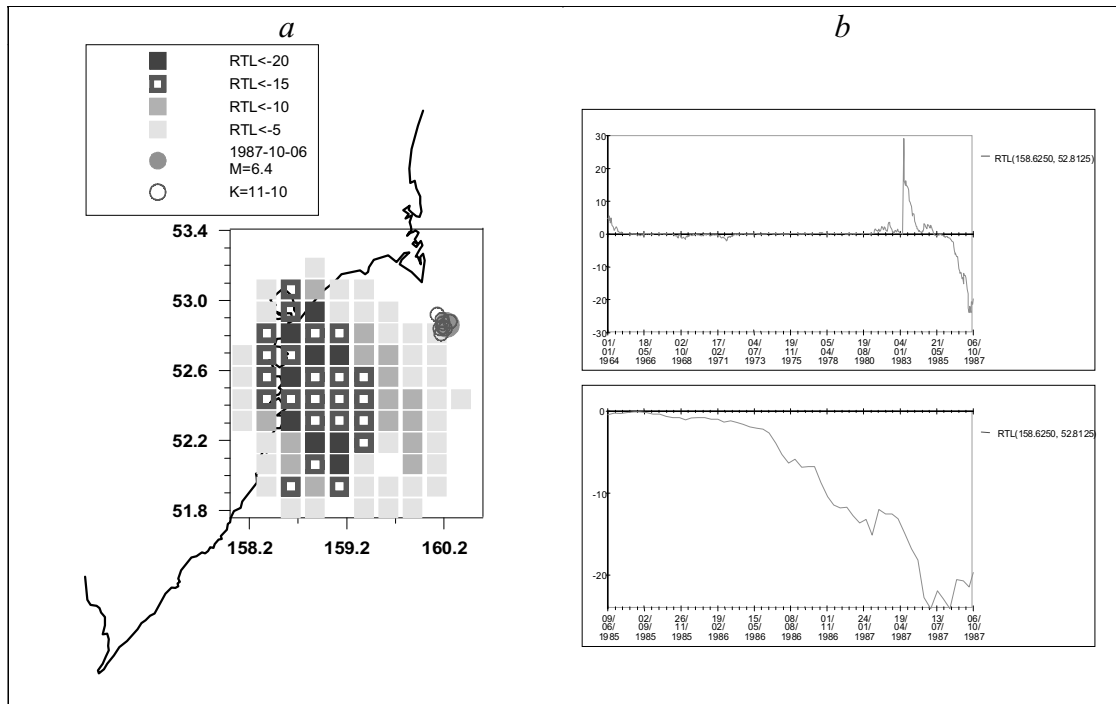 a
b
RTL<-20
RTL<-15
RTL<-10
RTL<-5
1987-10-06
M=6.4
K=11-10
53.4
53.0
52.6
52.2
51.8
158.2 159.2 160.2
30
20
10
0
-10
-20
-30
01/ 18/ 02/ 17/ 04/ 19/ 05/ 19/ 04/ 21/ 06/
01/ 05/ 10/ 02/ 07/ 11/ 04/ 08/ 01/ 05/ 10/
1964 1966 1968 1971 1973 1975 1978 1980 1983 1985 1987
RTL(158.6250, 52.8125)
0
-10
-20
09/ 02/ 26/ 19/ 15/ 08/ 01/ 24/ 19/ 13/ 06/
06/ 09/ 11/ 02/ 05/ 08/ 11/ 01/ 04/ 07/ 10/
1985 1985 1985 1986 1986 1986 1986 1987 1987 1987 1987
RTL(158.6250, 52.8125)